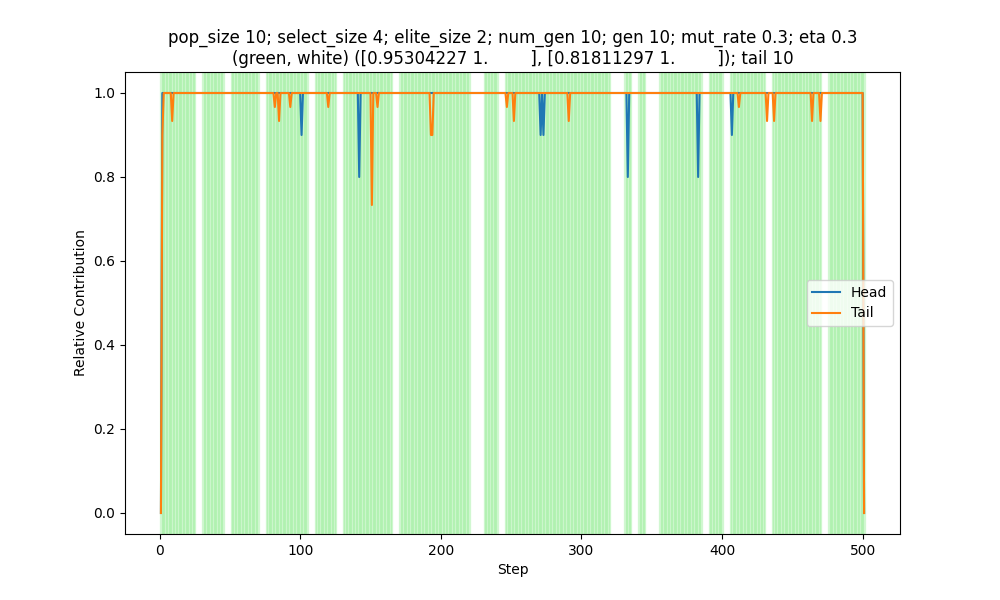 pop_size 10; select_size 4; elite_size 2; num_gen 10; gen 10; mut_rate 0.3; eta 0.3
(green, white) ([0.95304227 1.        ], [0.81811297 1.        ]); tail 10
1.0
0.8
0.6
0.4
0.2
0.0
Relative Contribution
Head
Tail
0
100
200
300
400
500
Step